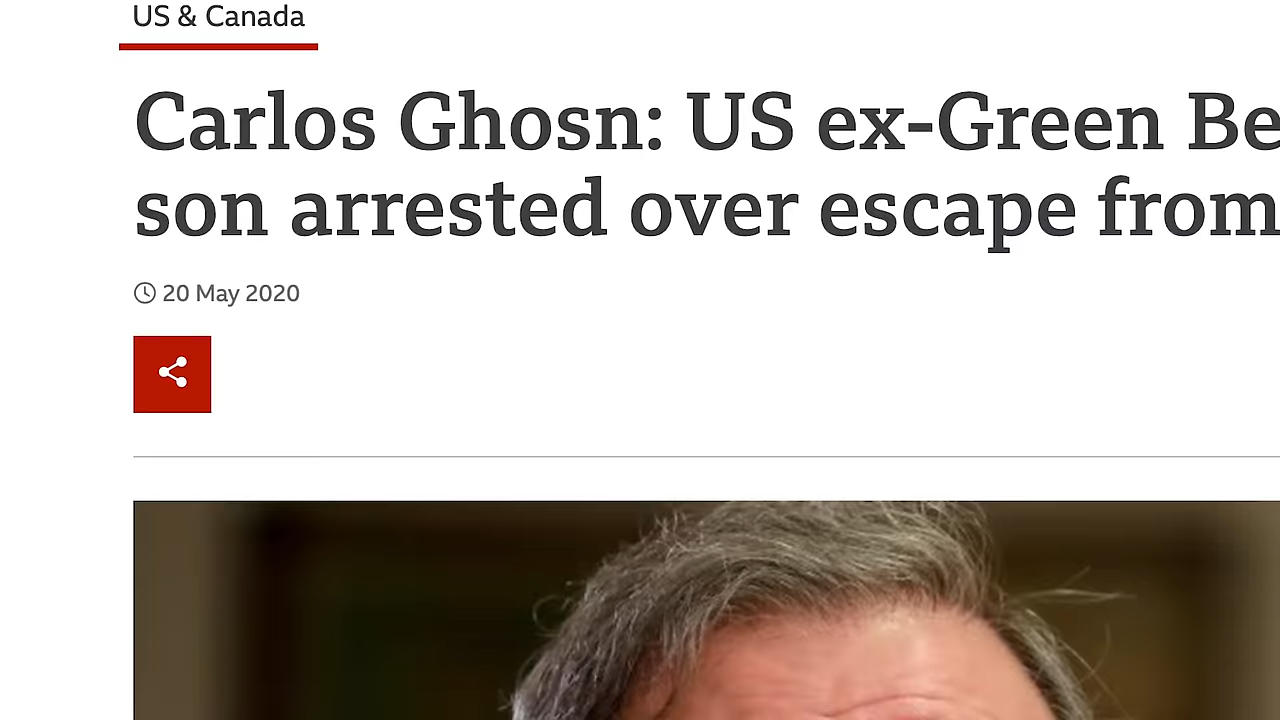 US & Canada
Carlos Ghosn: US ex-Green Be
son arrested over escape from
20 May 2020